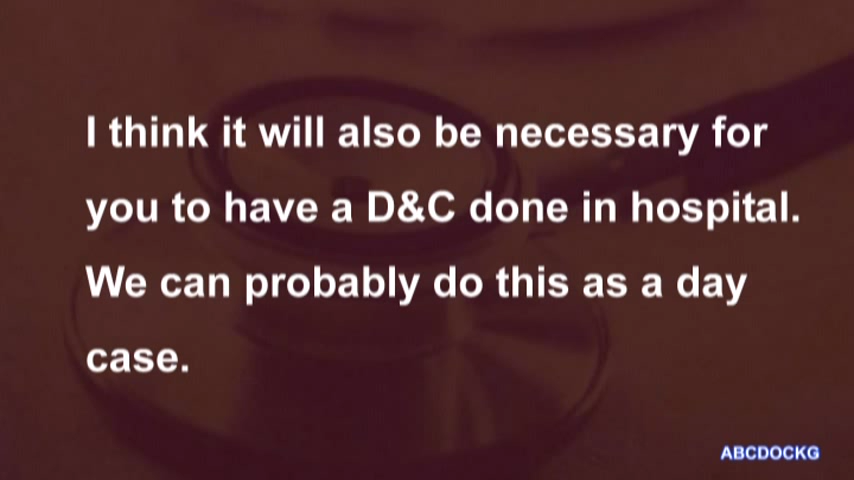 I think it will also be necessary for
you to have a D&C done in hospital.
We can probably do this as a day
case.
ABCDOCKG